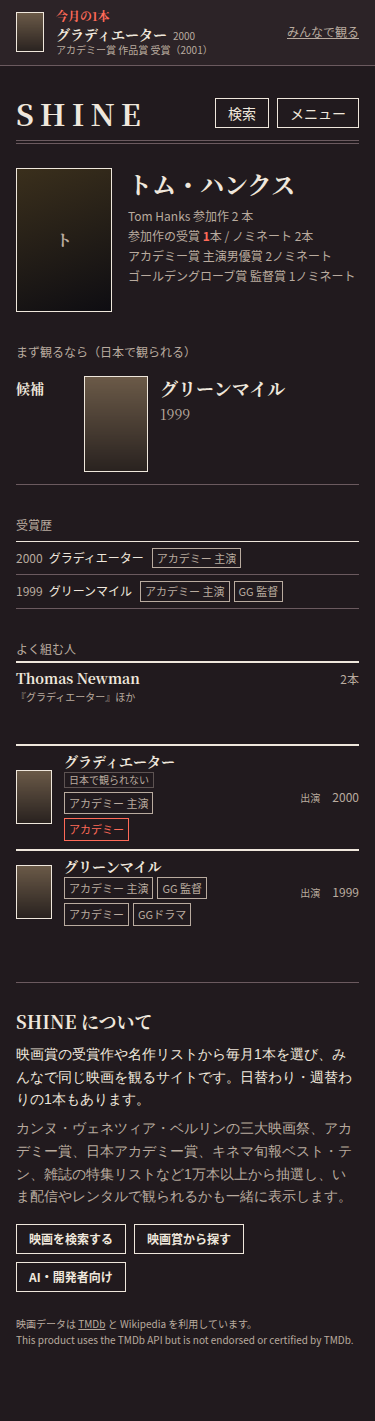 今月の1本
グラディエーター 2000
アカデミー賞 作品賞 受賞（2001）
みんなで観る
SHINE
検索
メニュー
ト
トム・ハンクス
Tom Hanks 参加作 2 本
参加作の受賞 1本 / ノミネート 2本
アカデミー賞 主演男優賞 2ノミネート
ゴールデングローブ賞 監督賞 1ノミネート
まず観るなら（日本で観られる）
候補
グリーンマイル
1999
受賞歴
2000 グラディエーター アカデミー 主演
1999 グリーンマイル アカデミー 主演 GG 監督
よく組む人
Thomas Newman 2本
『グラディエーター』ほか
グラディエーター
日本で観られない
アカデミー 主演
アカデミー
出演 2000
グリーンマイル
アカデミー 主演 GG 監督
アカデミー GGドラマ
出演 1999
SHINE について
映画賞の受賞作や名作リストから毎月1本を選び、み
んなで同じ映画を観るサイトです。日替わり・週替わ
りの1本もあります。
カンヌ・ヴェネツィア・ベルリンの三大映画祭、アカ
デミー賞、日本アカデミー賞、キネマ旬報ベスト・テ
ン、雑誌の特集リストなど1万本以上から抽選し、い
ま配信やレンタルで観られるかも一緒に表示します。
映画を検索する
映画賞から探す
AI・開発者向け
映画データは TMDb と Wikipedia を利用しています。
This product uses the TMDb API but is not endorsed or certified by TMDb.